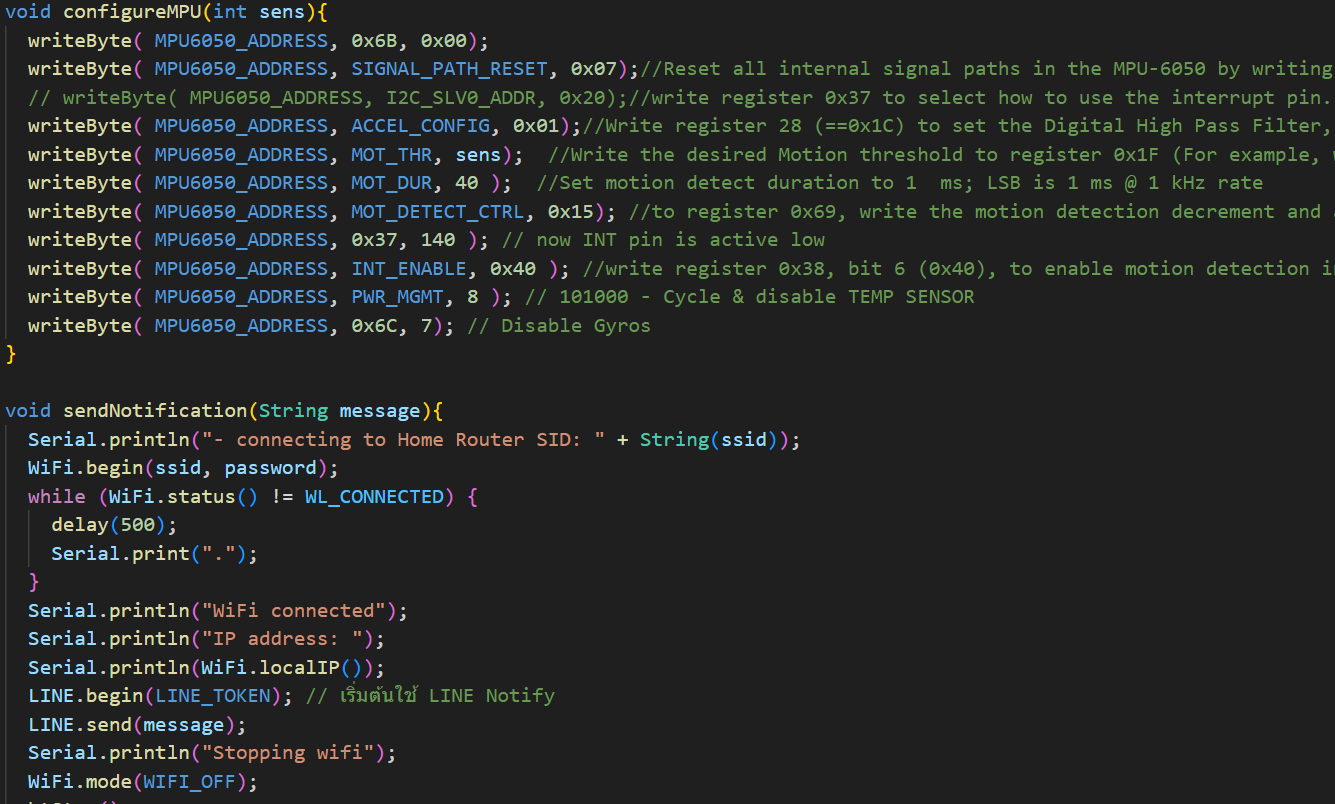 void configureMPU(int sens){
writeByte( MPU6050_ADDRESS, 0x6B, 0x00);
writeByte( MPU6050_ADDRESS, SIGNAL_PATH_RESET, 0x07);//Reset all internal signal paths in the MPU-6050 by writing
// writeByte( MPU6050_ADDRESS, I2C_SLV0_ADDR, 0x20);//write register 0x37 to select how to use the interrupt pin.
writeByte( MPU6050_ADDRESS, ACCEL_CONFIG, 0x01);//Write register 28 (==0x1C) to set the Digital High Pass Filter,
writeByte( MPU6050_ADDRESS, MOT_THR, sens);  //Write the desired Motion threshold to register 0x1F (For example,
writeByte( MPU6050_ADDRESS, MOT_DUR, 40 );  //Set motion detect duration to 1  ms; LSB is 1 ms @ 1 kHz rate
writeByte( MPU6050_ADDRESS, MOT_DETECT_CTRL, 0x15); //to register 0x69, write the motion detection decrement and
writeByte( MPU6050_ADDRESS, 0x37, 140 ); // now INT pin is active low
writeByte( MPU6050_ADDRESS, INT_ENABLE, 0x40 ); //write register 0x38, bit 6 (0x40), to enable motion detection
writeByte( MPU6050_ADDRESS, PWR_MGMT, 8 ); // 101000 - Cycle & disable TEMP SENSOR
writeByte( MPU6050_ADDRESS, 0x6C, 7); // Disable Gyros
}
void sendNotification(String message){
Serial.println("- connecting to Home Router SID: " + String(ssid));
WiFi.begin(ssid, password);
while (WiFi.status() != WL_CONNECTED) {
delay(500);
Serial.print(".");
}
Serial.println("WiFi connected");
Serial.println("IP address: ");
Serial.println(WiFi.localIP());
LINE.begin(LINE_TOKEN); // เริ่มต้นใช้ LINE Notify
LINE.send(message);
Serial.println("Stopping wifi");
WiFi.mode(WIFI_OFF);